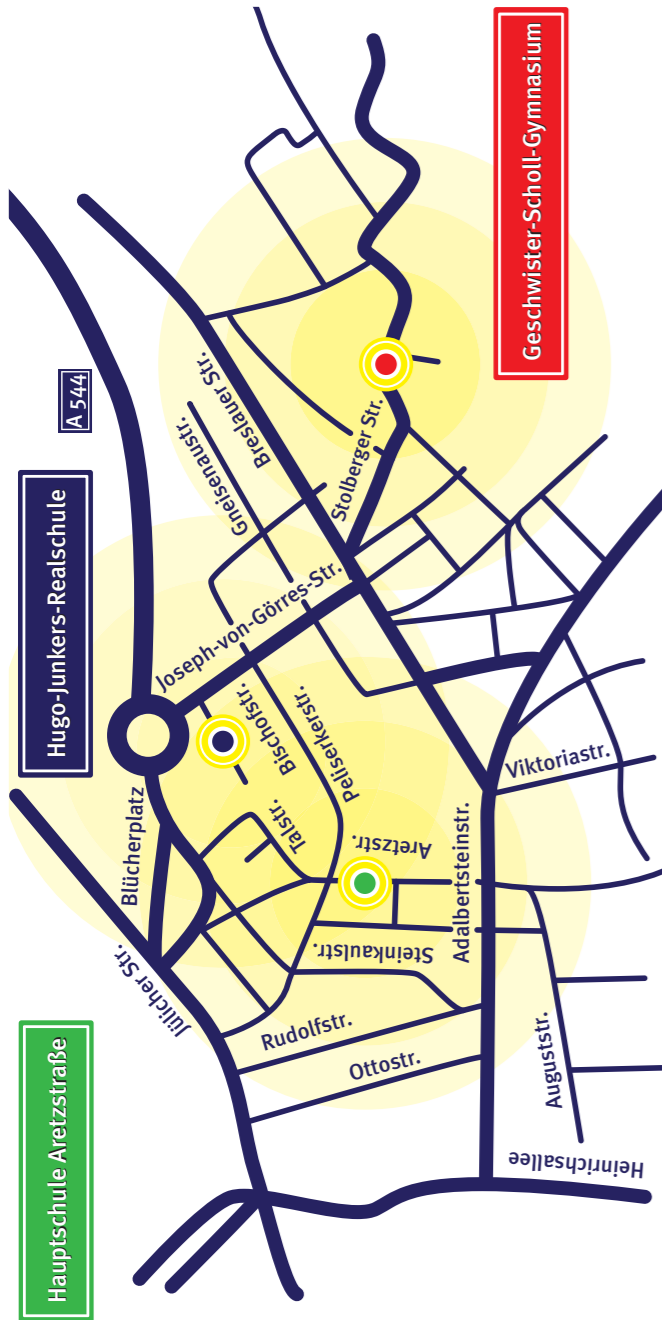 Hauptschule Aretzstraße
Hugo-Junkers-Realschule
Geschwister-Scholl-Gymnasium
A 544
Jülicher Str.
Blücherplatz
Joseph-von-Görres-Str.
Gneisenaustr.
Breslauer Str.
Stolberger Str.
Bischofstr.
Talstr.
Peliserkerstr.
Aretzstr.
Steinkaulstr.
Rudolfstr.
Ottostr.
Adalbertsteinstr.
Viktoriastr.
Auguststr.
Heinrichsallee